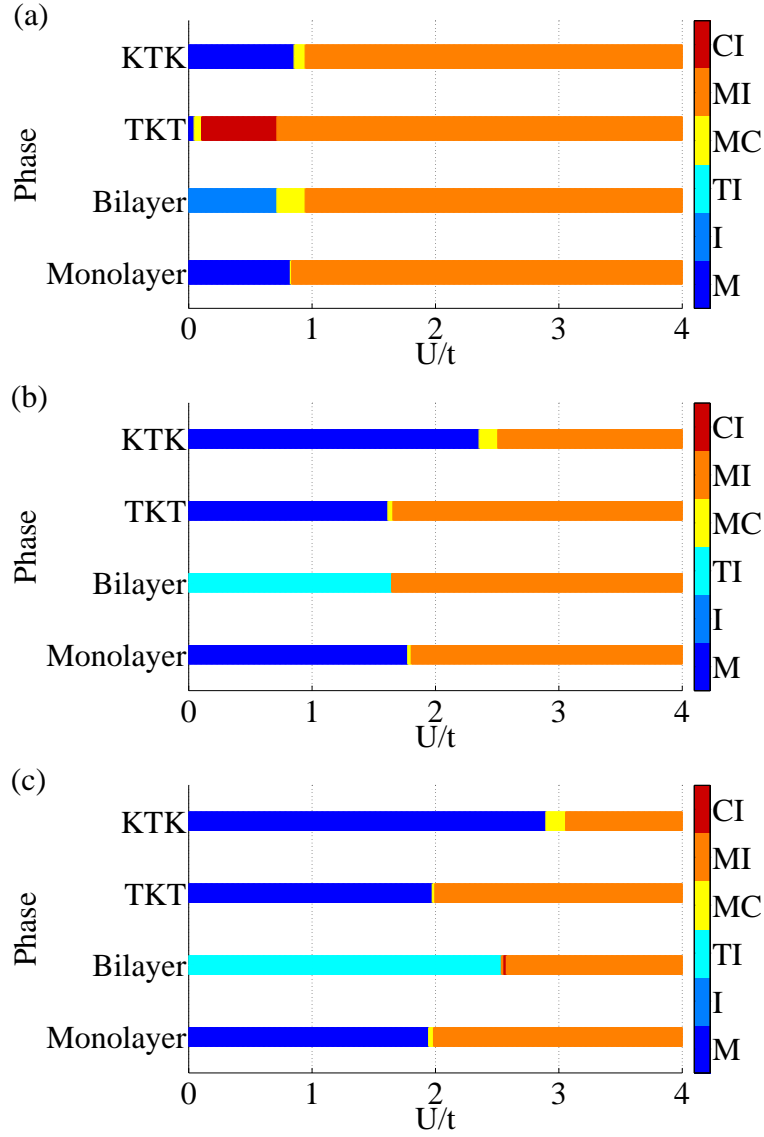 (a)
KTK
TKT
Bilayer
Monolayer
Phase
0 1 2 3 4
U/t
CI
MI
MC
TI
I
M
(b)
KTK
TKT
Bilayer
Monolayer
Phase
0 1 2 3 4
U/t
CI
MI
MC
TI
I
M
(c)
KTK
TKT
Bilayer
Monolayer
Phase
0 1 2 3 4
U/t
CI
MI
MC
TI
I
M